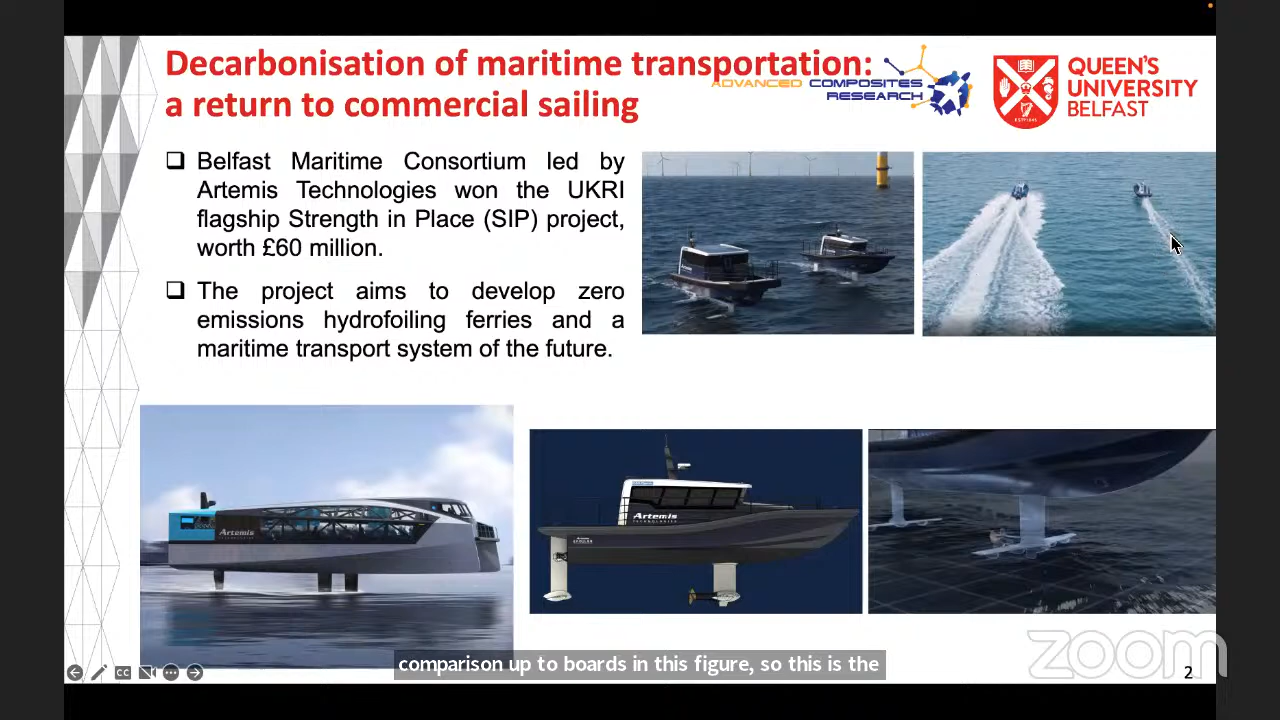 Decarbonisation of maritime transportation:
a return to commercial sailing
ADVANCED COMPOSITES
RESEARCH
QUEEN'S
UNIVERSITY
BELFAST
Belfast Maritime Consortium led by
Artemis Technologies won the UKRI
flagship Strength in Place (SIP) project,
worth £60 million.
The project aims to develop zero
emissions hydrofoiling ferries and a
maritime transport system of the future.
Artemis
Artemis
TECHNOLOGIES
comparison up to boards in this figure, so this is the
zoom
2